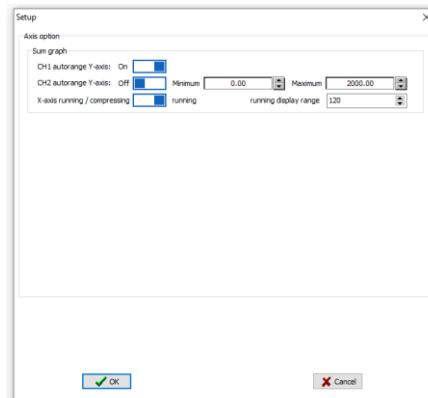 Setup
Axis option
Sum graph
CH1 autorange Y-axis: On
CH2 autorange Y-axis: Off Minimum 0.00 Maximum 2000.00
X-axis running / compressing running running display range 120
OK Cancel